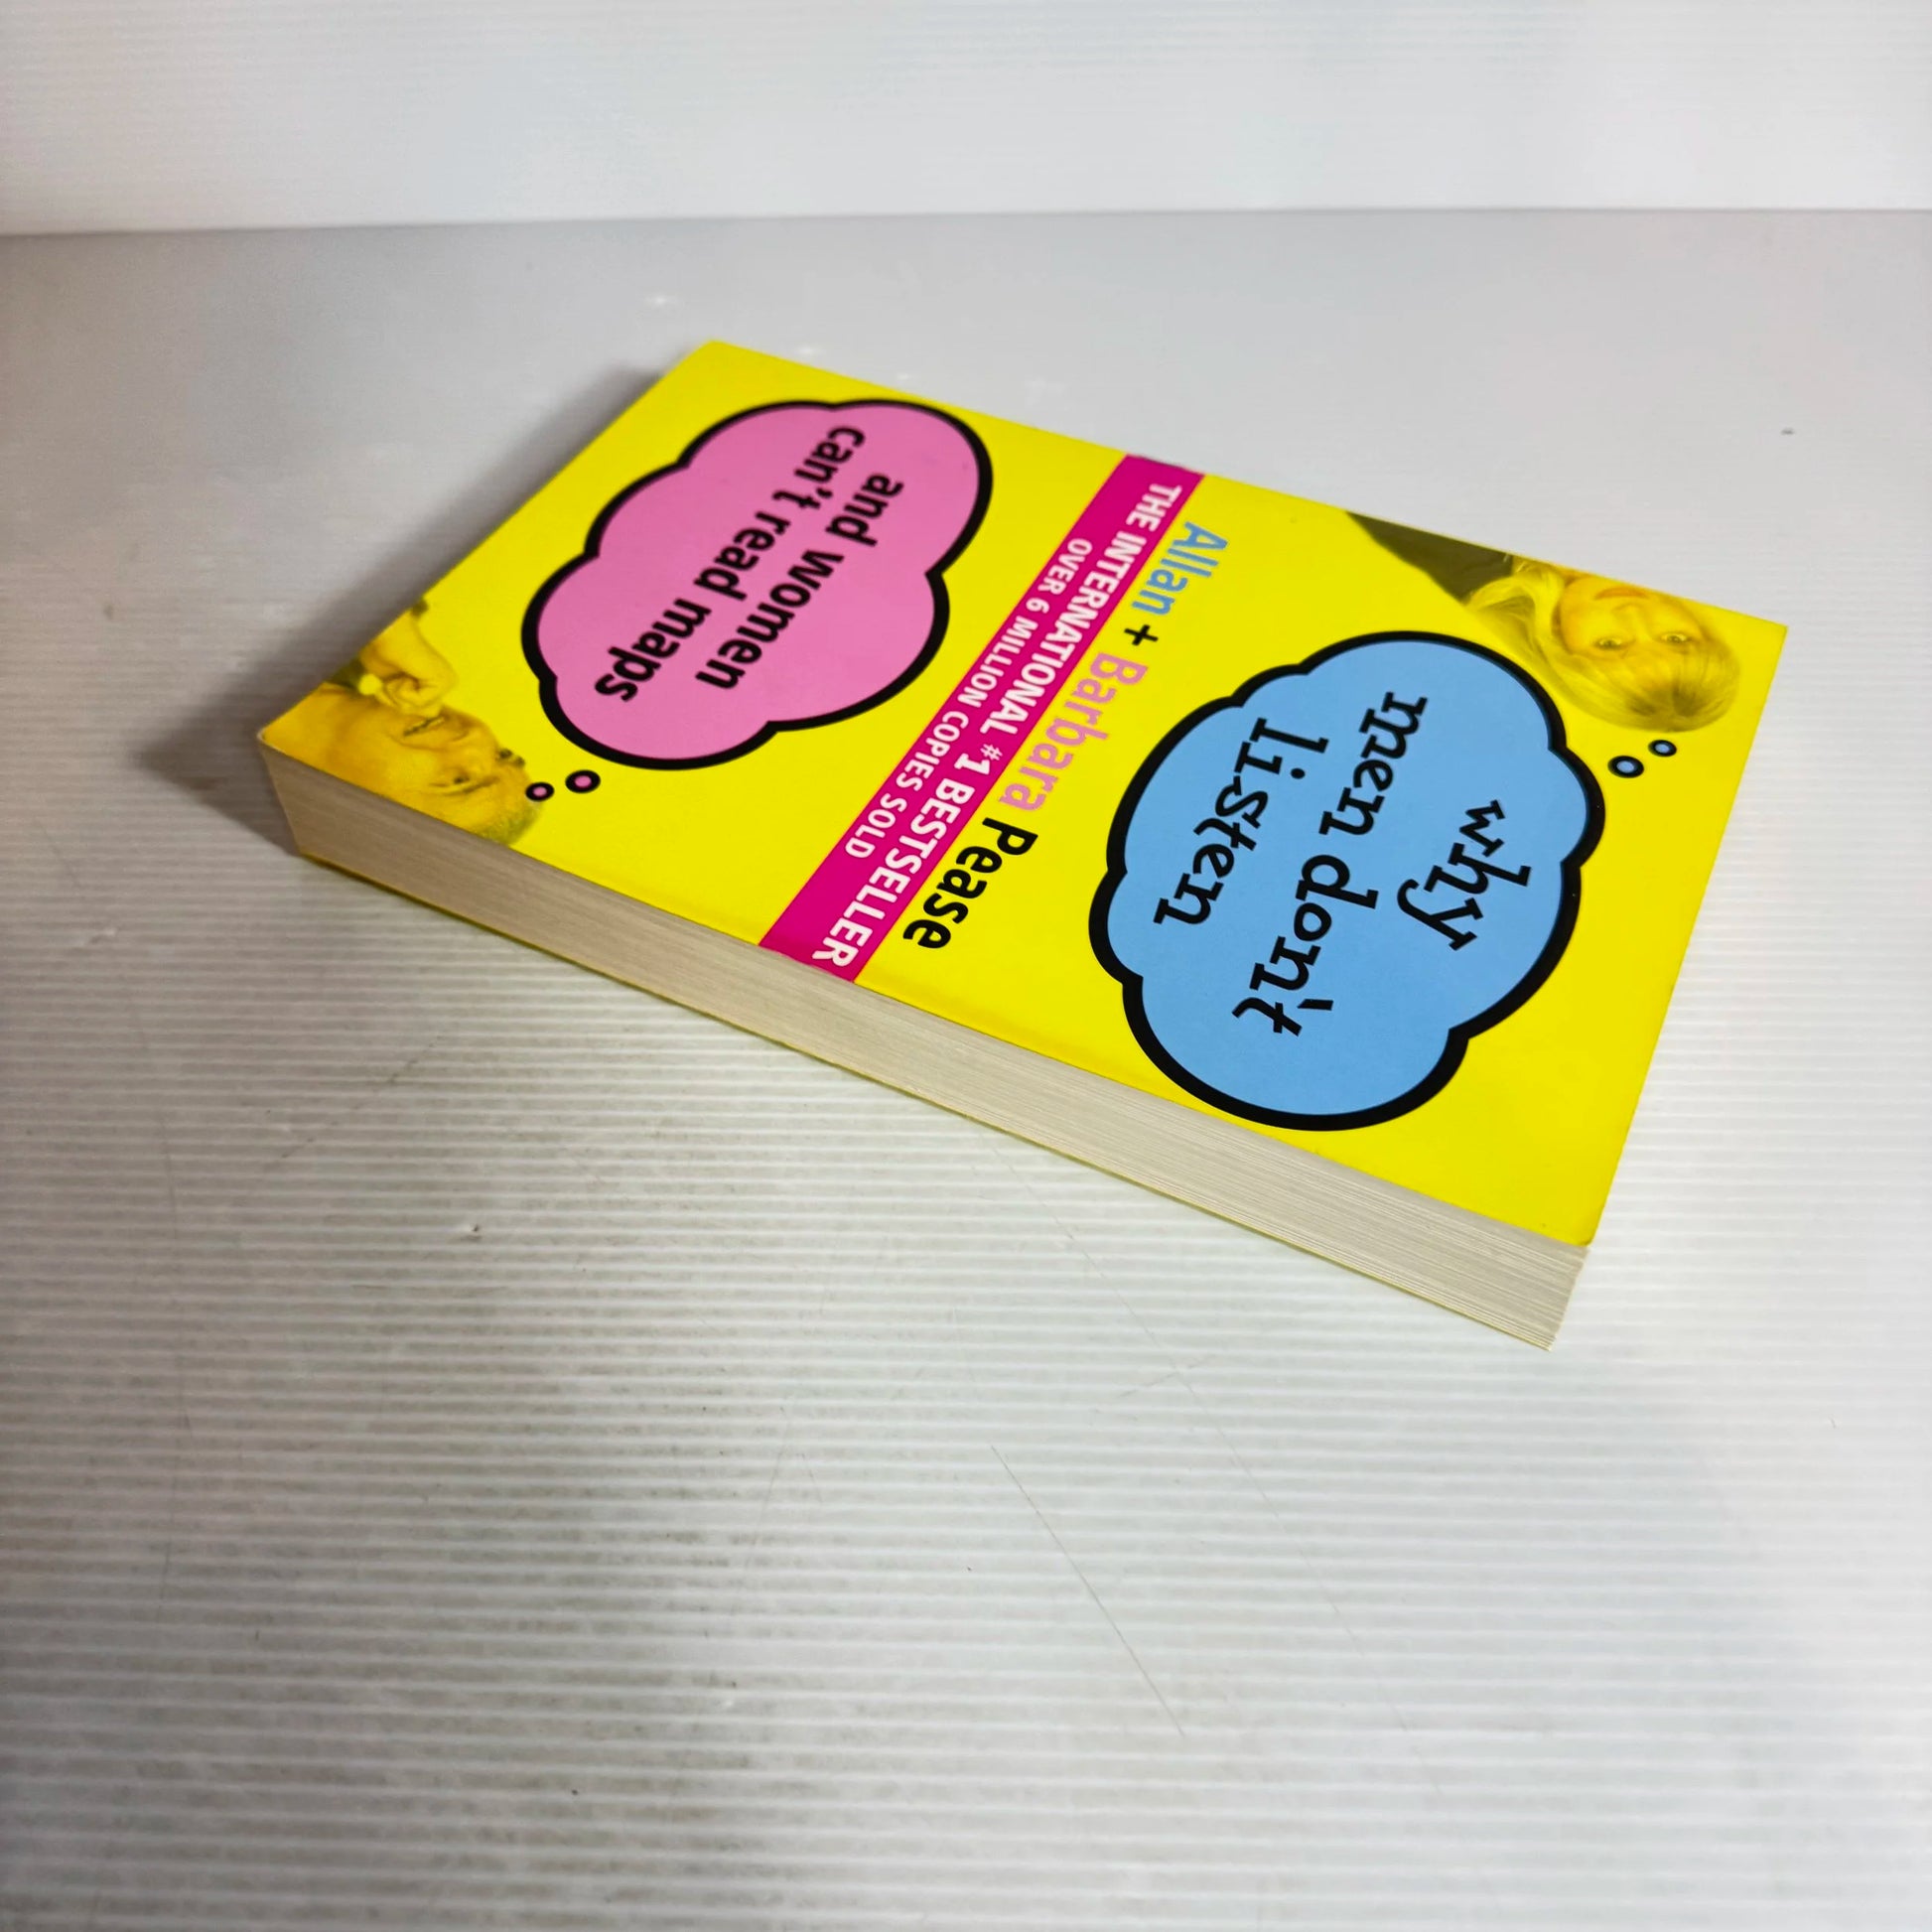 why
men don't
listen
Allan + Barbara Pease
THE INTERNATIONAL #1 BESTSELLER
OVER 6 MILLION COPIES SOLD
and women
can't read maps